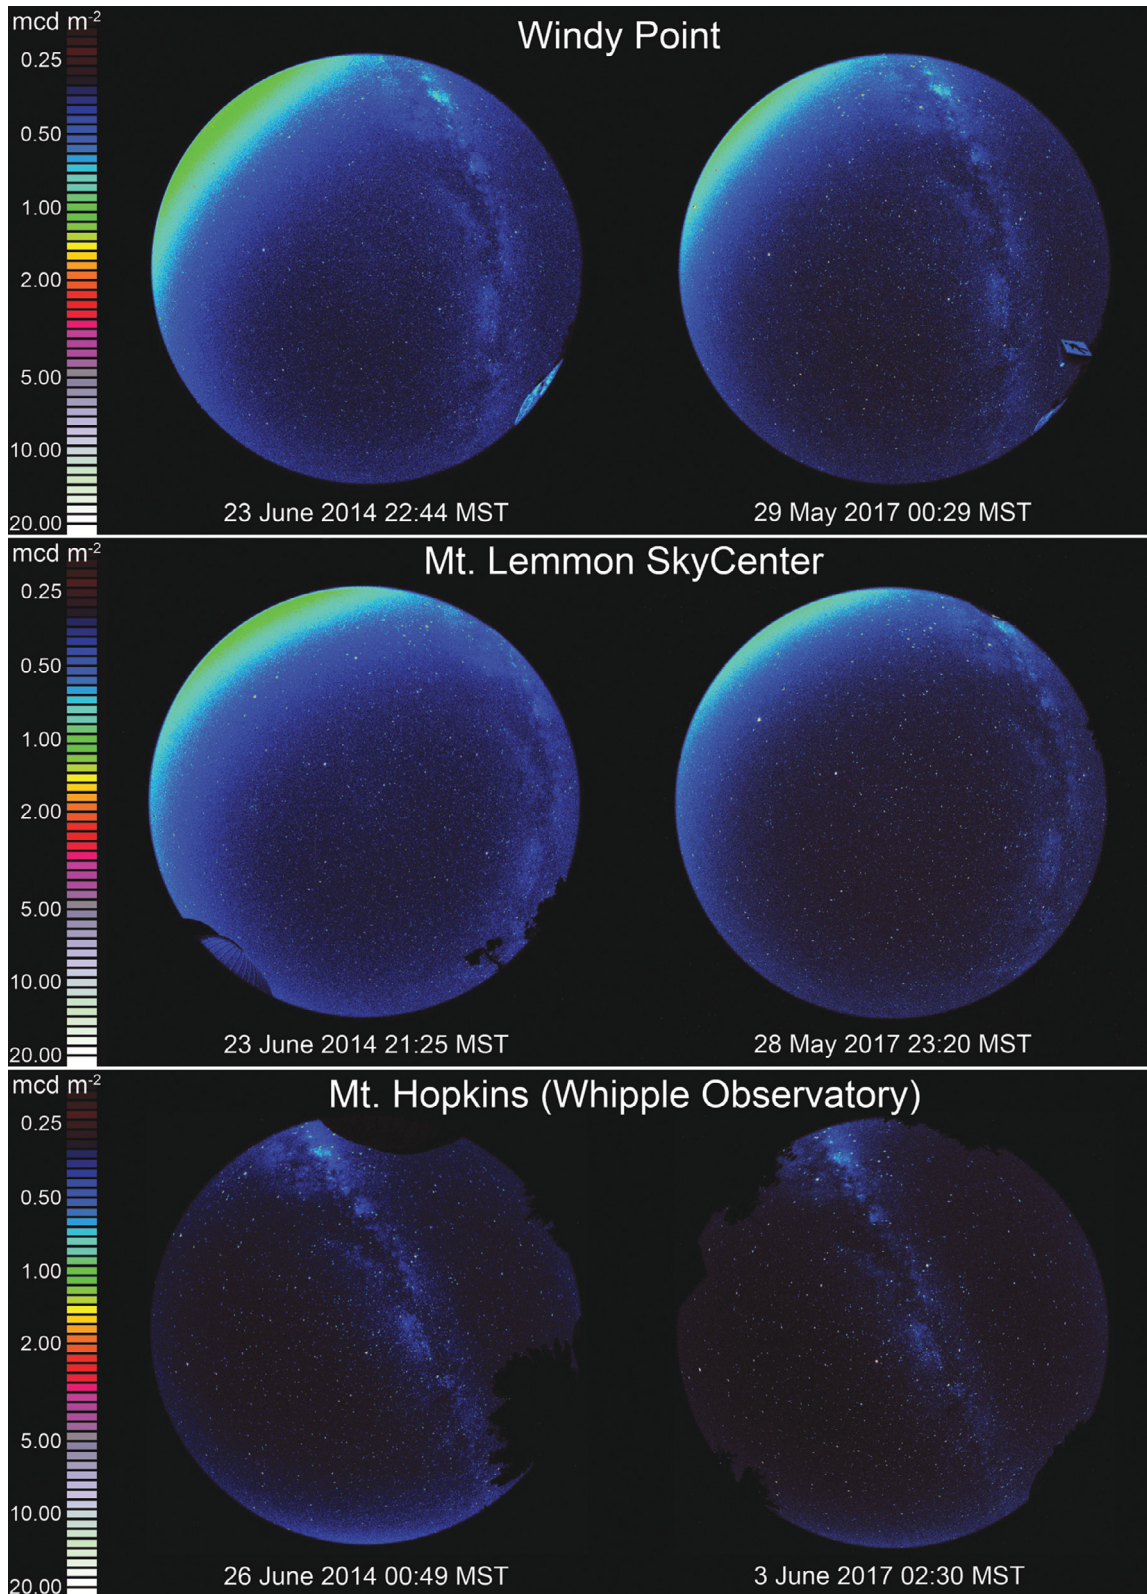 Windy Point
mcd m-2
0.25
0.50
1.00
2.00
5.00
10.00
20.00
23 June 2014 22:44 MST
29 May 2017 00:29 MST
Mt. Lemmon SkyCenter
mcd m-2
0.25
0.50
1.00
2.00
5.00
10.00
20.00
23 June 2014 21:25 MST
28 May 2017 23:20 MST
Mt. Hopkins (Whipple Observatory)
mcd m-2
0.25
0.50
1.00
2.00
5.00
10.00
20.00
26 June 2014 00:49 MST
3 June 2017 02:30 MST